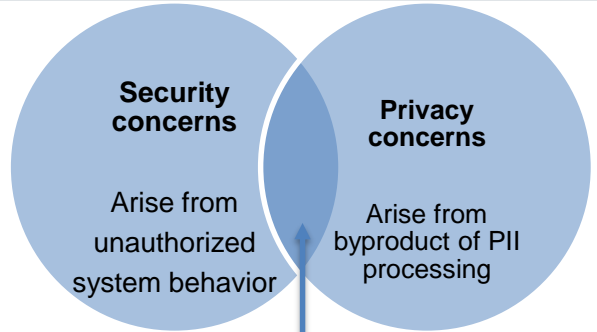 Security
concerns
Arise from
unauthorized
system behavior
Privacy
concerns
Arise from
byproduct of PII
processing